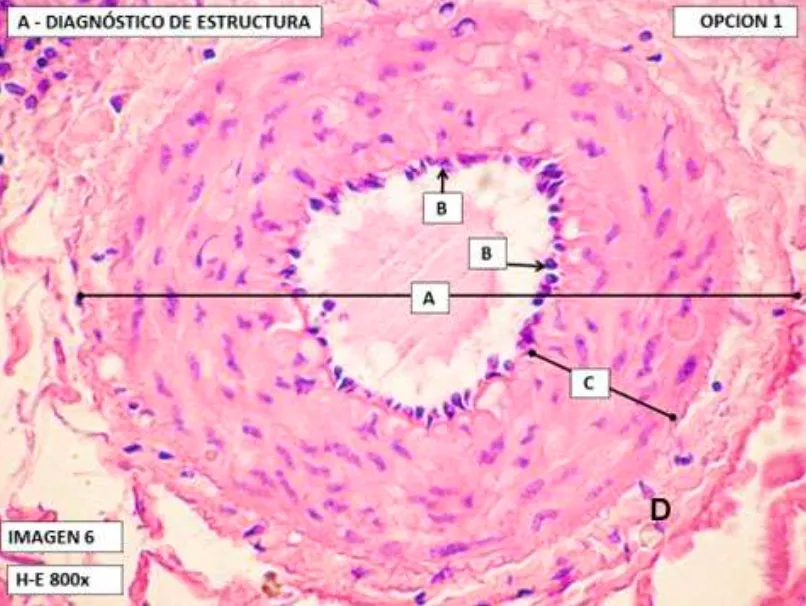 A - DIAGNÓSTICO DE ESTRUCTURA
OPCION 1
B
B
A
C
D
IMAGEN 6
H-E 800x